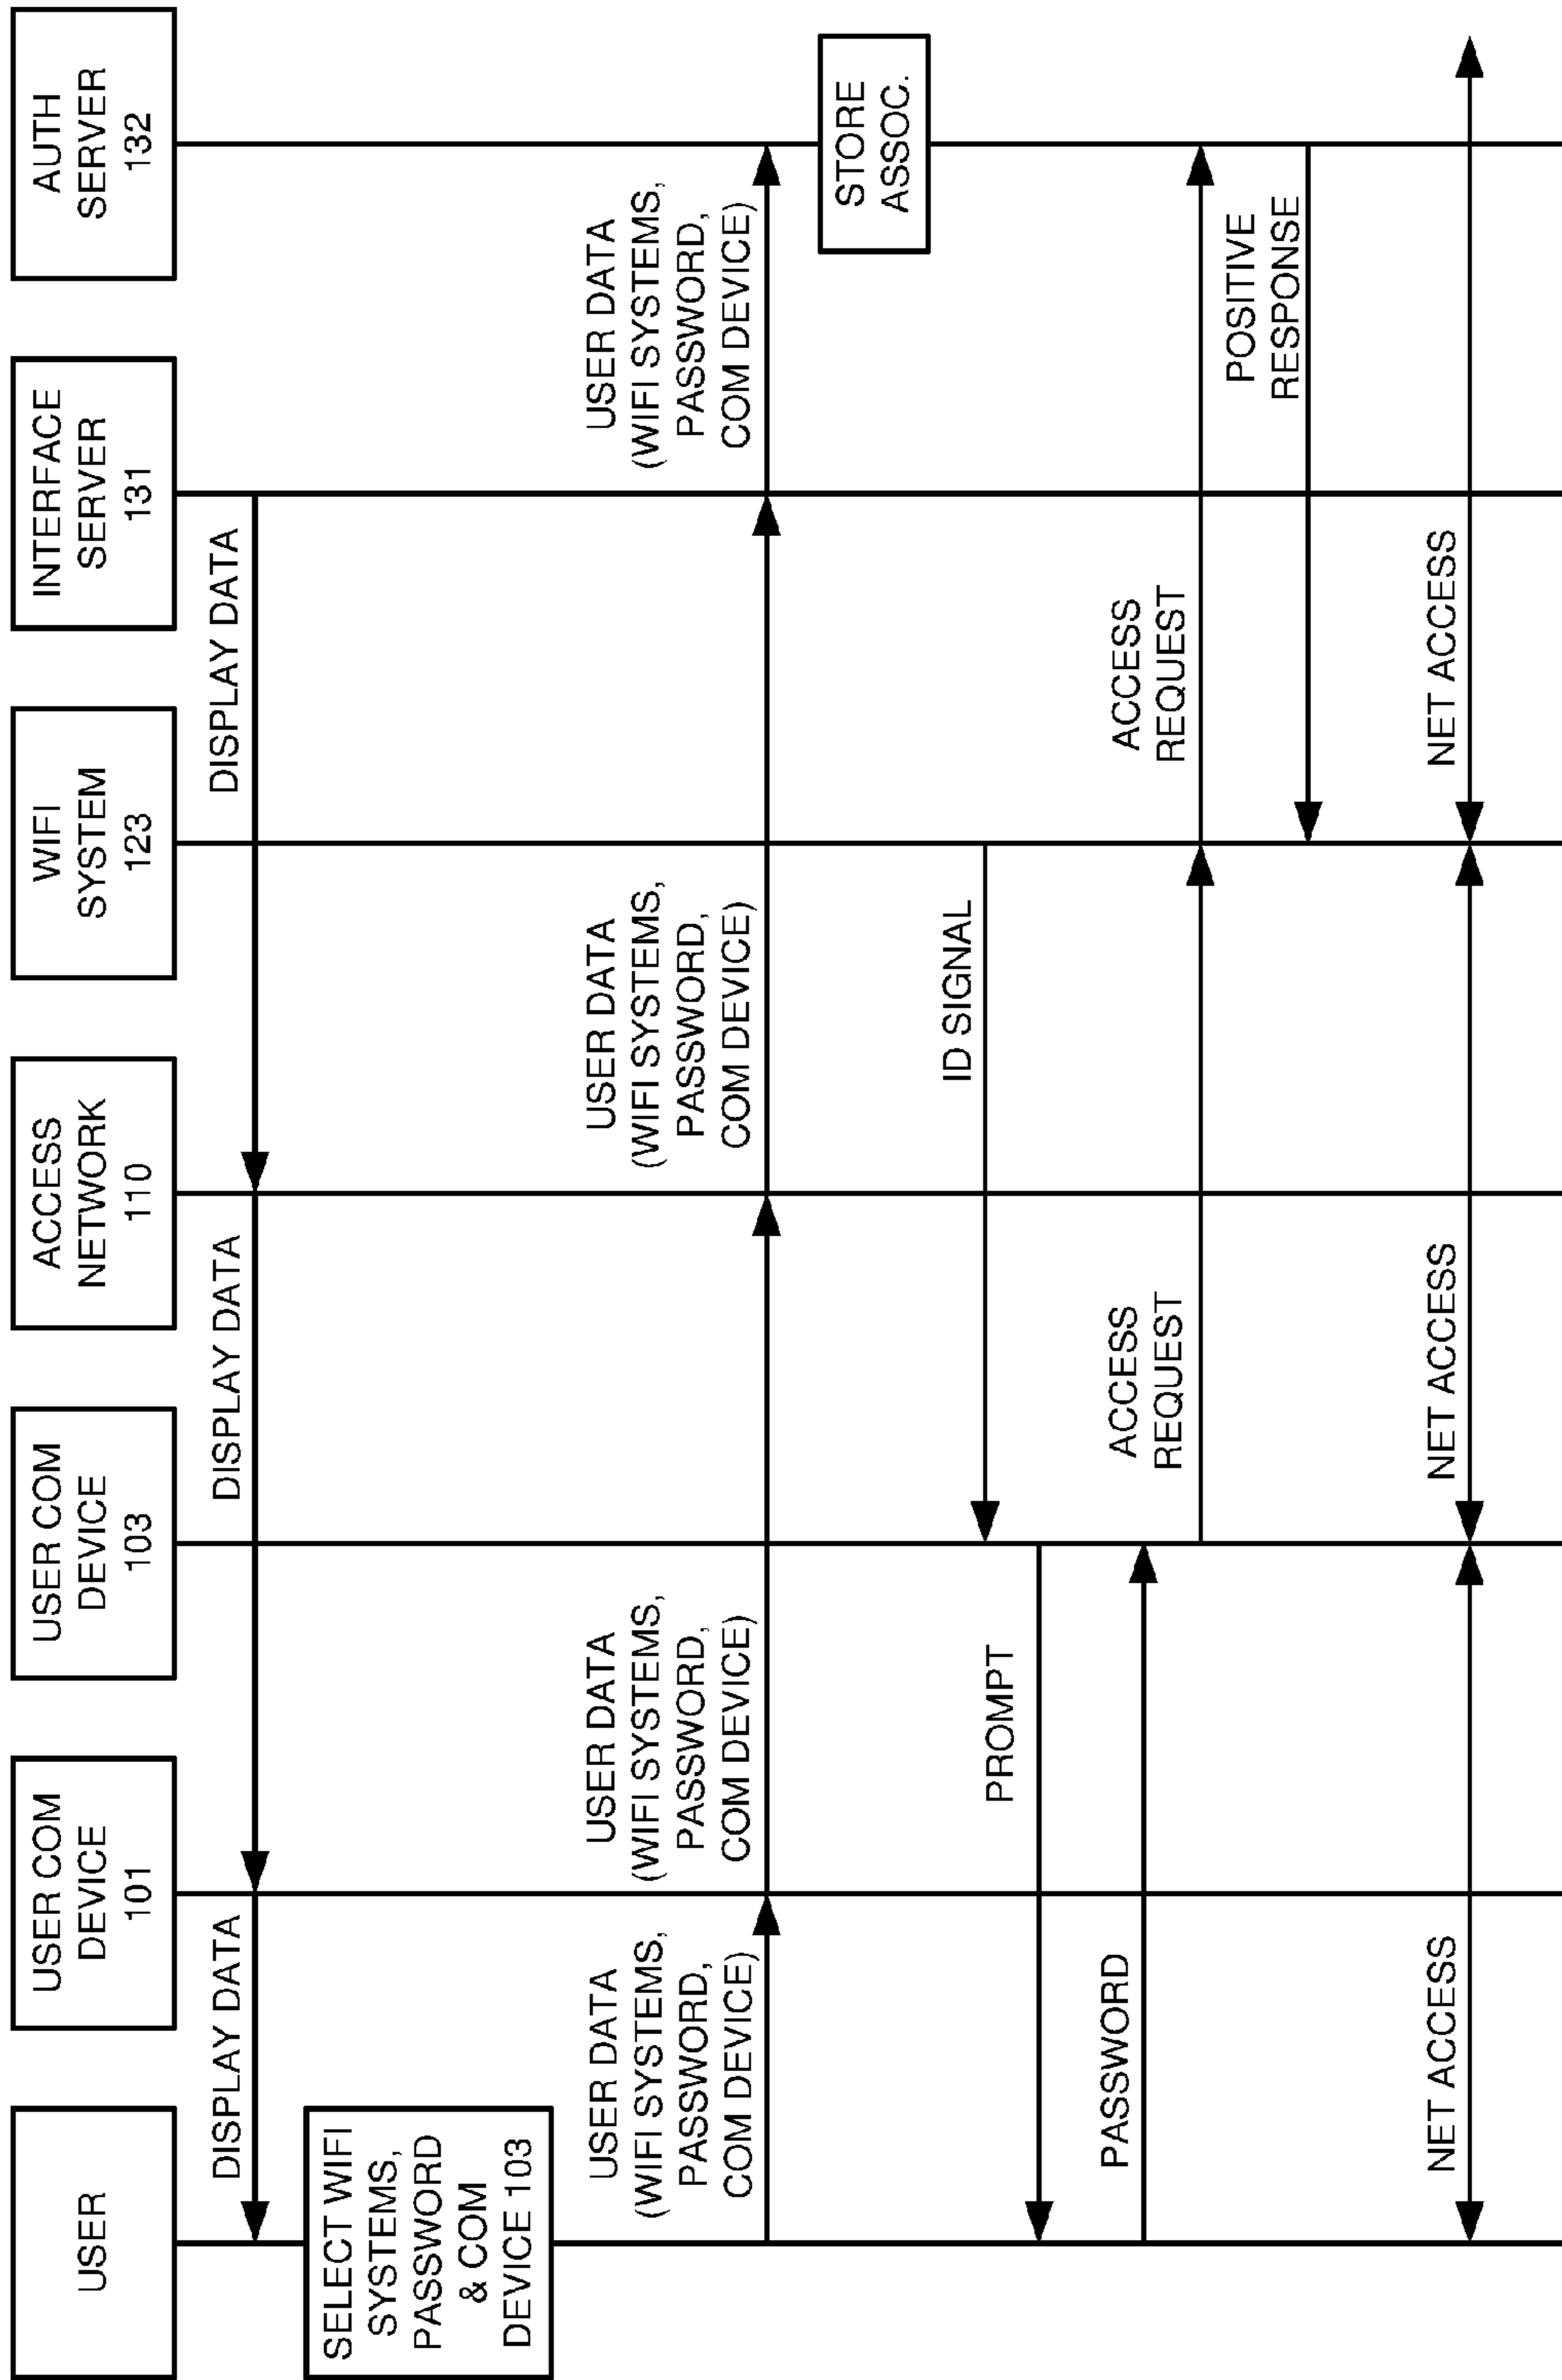 USER
USER COM
DEVICE
101
USER COM
DEVICE
103
ACCESS
NETWORK
110
WIFI
SYSTEM
123
INTERFACE
SERVER
131
AUTH
SERVER
132
DISPLAY DATA
DISPLAY DATA
DISPLAY DATA
SELECT WIFI
SYSTEMS,
PASSWORD
& COM
DEVICE 103
USER DATA
(WIFI SYSTEMS,
PASSWORD,
COM DEVICE)
USER DATA
(WIFI SYSTEMS,
PASSWORD,
COM DEVICE)
USER DATA
(WIFI SYSTEMS,
PASSWORD,
COM DEVICE)
USER DATA
(WIFI SYSTEMS,
PASSWORD,
COM DEVICE)
STORE
ASSOC.
ID SIGNAL
PROMPT
PASSWORD
ACCESS
REQUEST
ACCESS
REQUEST
POSITIVE
RESPONSE
NET ACCESS
NET ACCESS
NET ACCESS